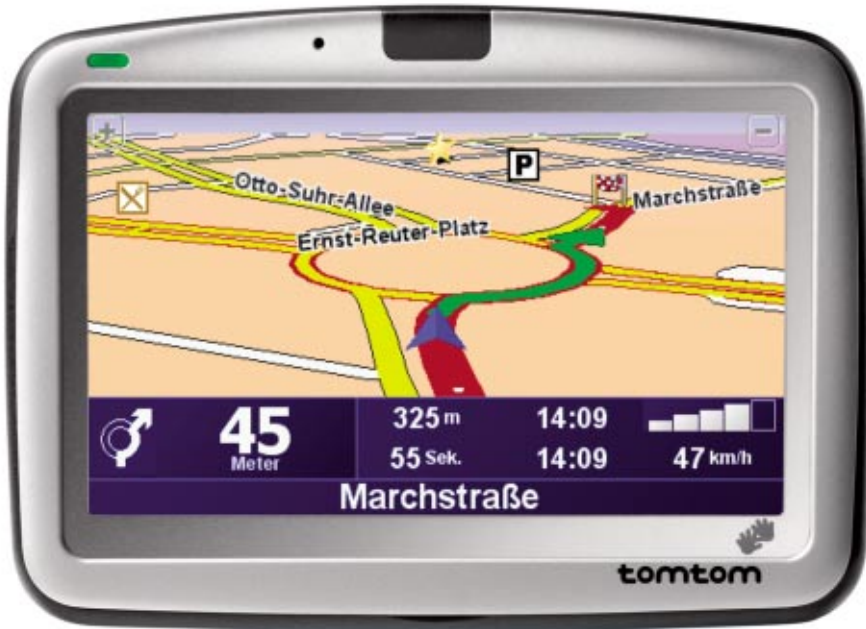 Otto-Suhr-Allee
P
Marchstraße
Ernst-Reuter-Platz
45
Meter
325 m
14:09
55 Sek.
14:09
47 km/h
Marchstraße
tomtom